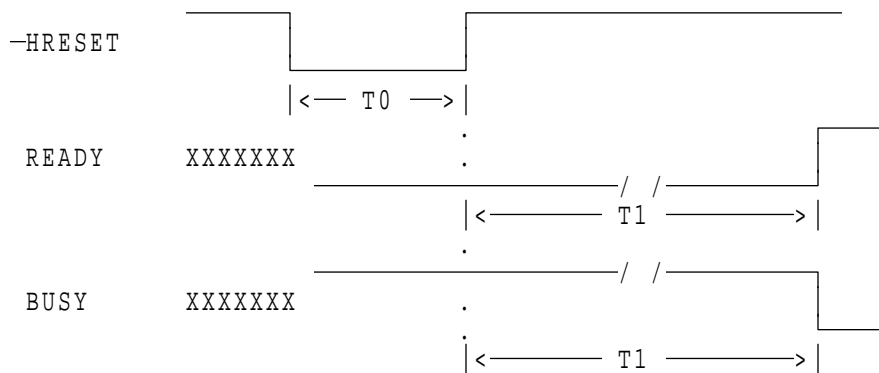 —HRESET
|<— T0 —>|
READY XXXXXXX
/ /
|<— T1 —>|
/ /
BUSY XXXXXXX
|<— T1 —>|